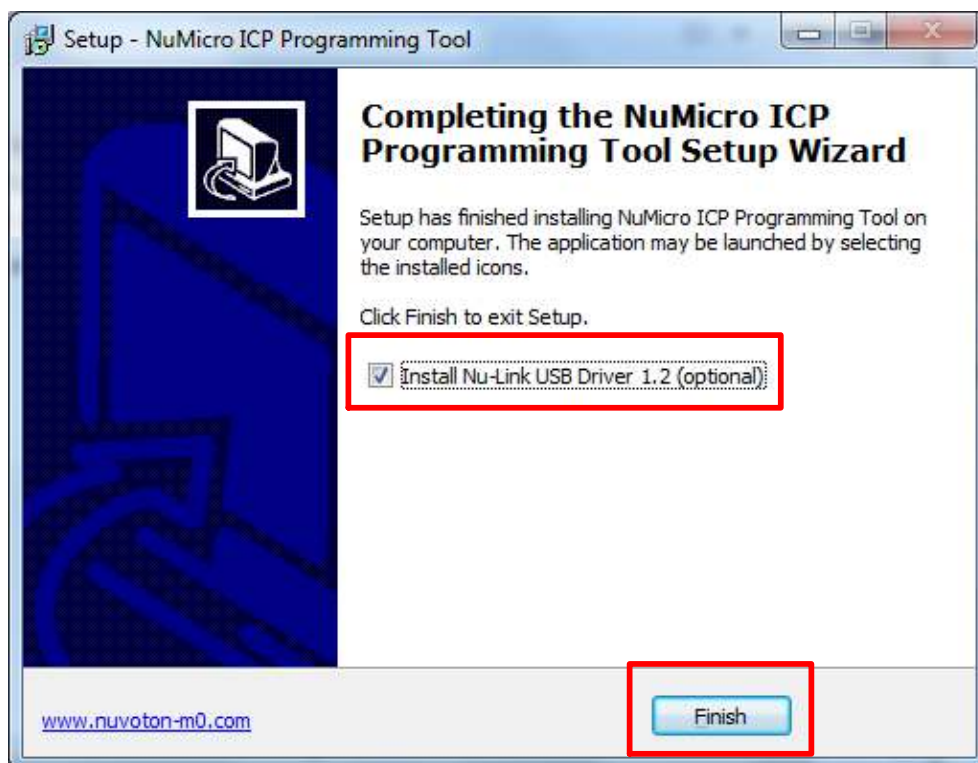 Setup - NuMicro ICP Programming Tool
Completing the NuMicro ICP
Programming Tool Setup Wizard
Setup has finished installing NuMicro ICP Programming Tool on
your computer. The application may be launched by selecting
the installed icons.
Click Finish to exit Setup.
Install Nu-Link USB Driver 1.2 (optional)
www.nuvoton-m0.com
Finish